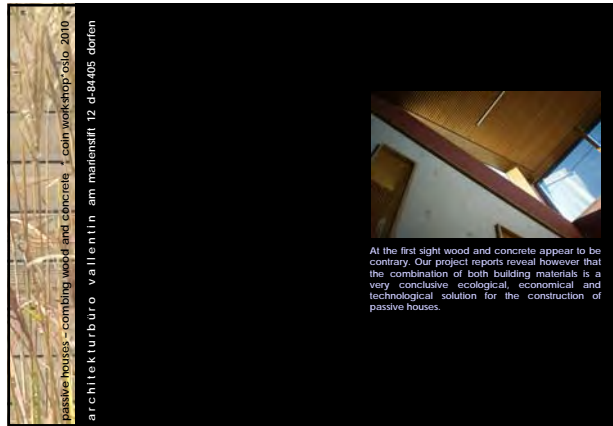 passive houses – combing wood and concrete * coin workshop*oslo 2010
architekturbüro vallentin am marienstift 12 d-84405 dorfen
At the first sight wood and concrete appear to be
contrary. Our project reports reveal however that
the combination of both building materials is a
very conclusive ecological, economical and
technological solution for the construction of
passive houses.